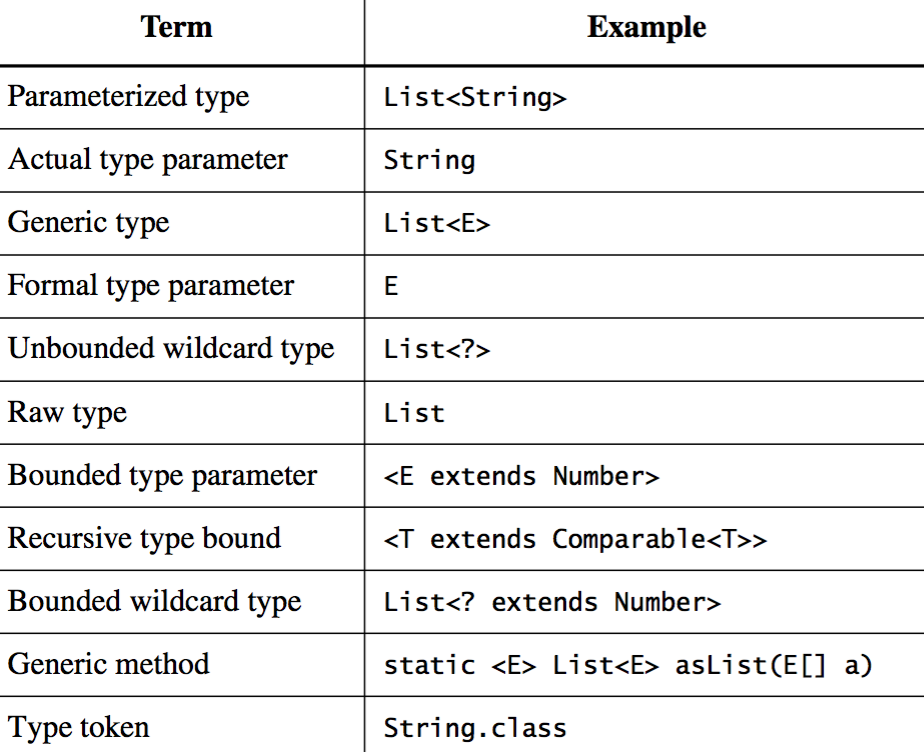 Term Example
Parameterized type List<String>
Actual type parameter String
Generic type List<E>
Formal type parameter E
Unbounded wildcard type List<?>
Raw type List
Bounded type parameter <E extends Number>
Recursive type bound <T extends Comparable<T>>
Bounded wildcard type List<? extends Number>
Generic method static <E> List<E> asList(E[] a)
Type token String.class